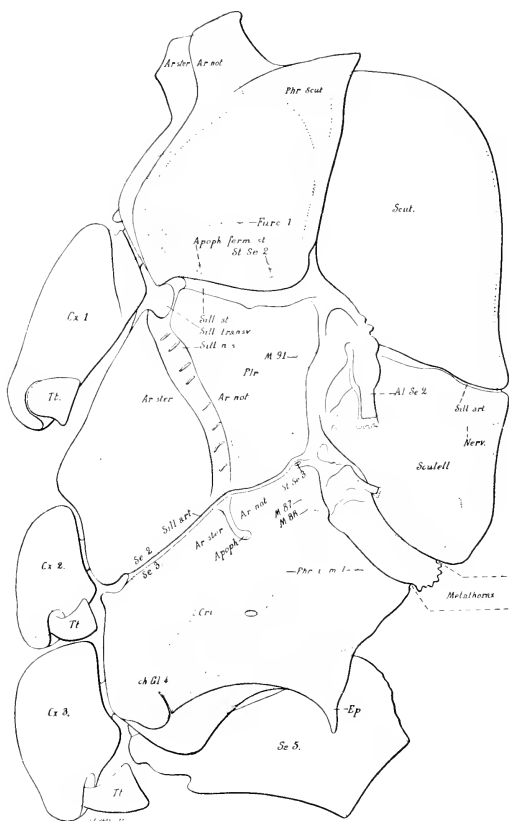 Ar ster
Ar not
Phr Scut
Scut.
Furc 1
Apoph ferm st
St Se 2
Cx 1
Sill st
Sill transv
Sill n s
M 91
Plr
Tt.
Ar ster
Ar not
Al Se 2
Sill art
Nerv.
Scutell
St Se 3
Sill art
Ar not
M 87
M 88
Ar ster
Apoph
Se 2
Se 3
Cx 2.
Metathorax
Tt
ch Gl 4
Cx 3.
Ep
Se 5.
Tt